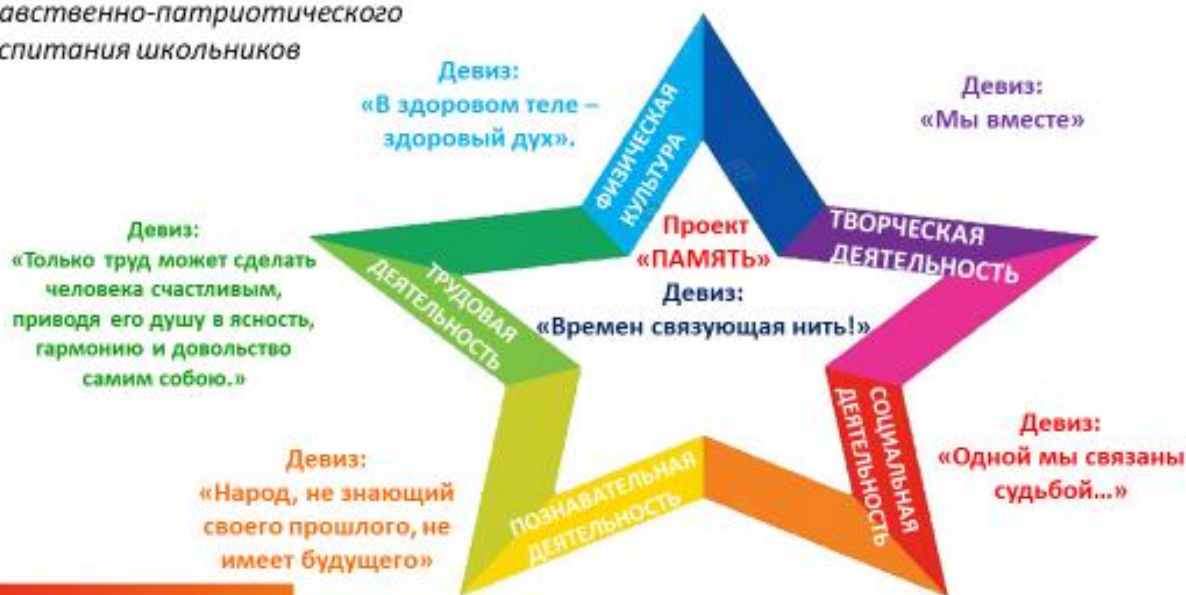 авственно-патриотического
спитания школьников
Девиз:
«В здоровом теле –
здоровый дух».
Девиз:
«Мы вместе»
ФИЗИЧЕСКАЯ
КУЛЬТУРА
Проект
«ПАМЯТЬ»
Девиз:
«Времен связующая нить!»
ТВОРЧЕСКАЯ
ДЕЯТЕЛЬНОСТЬ
Девиз:
«Только труд может сделать
человека счастливым,
приводя его душу в ясность,
гармонию и довольство
самим собою.»
ТРУДОВАЯ
ДЕЯТЕЛЬНОСТЬ
СОЦИАЛЬНАЯ
ДЕЯТЕЛЬНОСТЬ
Девиз:
«Одной мы связаны
судьбой…»
Девиз:
«Народ, не знающий
своего прошлого, не
имеет будущего»
ПОЗНАВАТЕЛЬНАЯ
ДЕЯТЕЛЬНОСТЬ